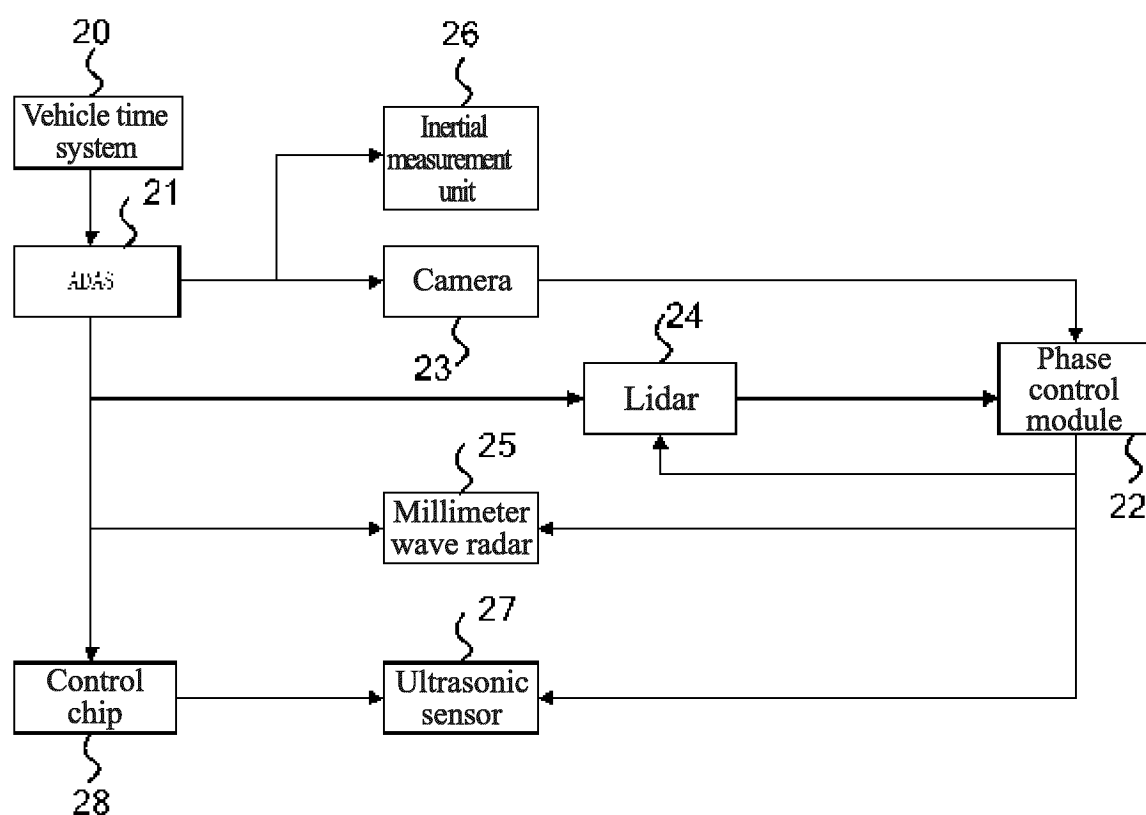 20
26
Vehicle time
system
Inertial
measurement
unit
21
ADAS
Camera
23
24
Lidar
Phase
control
module
22
25
Millimeter
wave radar
27
Control
chip
Ultrasonic
sensor
28